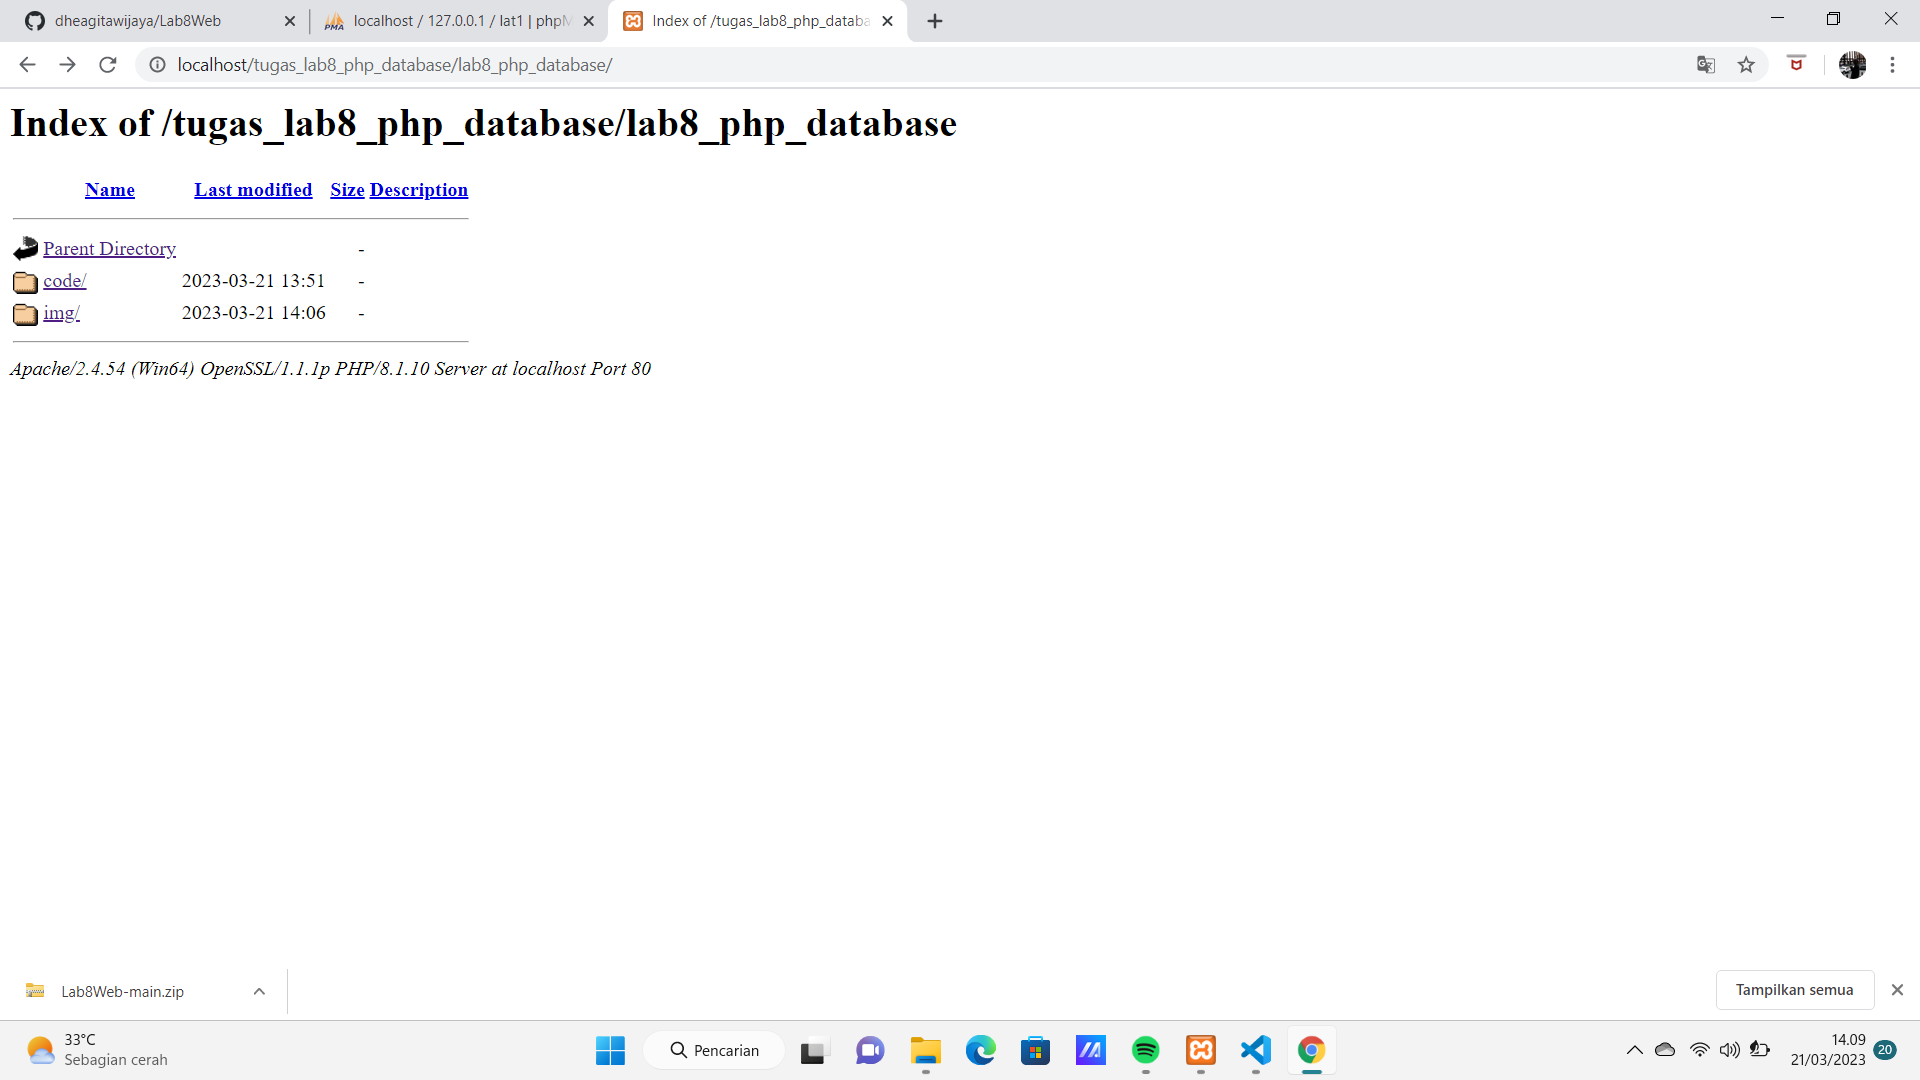 dheagitawijaya/Lab8Web
localhost / 127.0.0.1 / lat1 | phpM
Index of /tugas_lab8_php_databa
localhost/tugas_lab8_php_database/lab8_php_database/
Index of /tugas_lab8_php_database/lab8_php_database
Name Last modified Size Description
Parent Directory -
code/ 2023-03-21 13:51 -
img/ 2023-03-21 14:06 -
Apache/2.4.54 (Win64) OpenSSL/1.1.1p PHP/8.1.10 Server at localhost Port 80
Lab8Web-main.zip
Tampilkan semua
33°C
Sebagian cerah
Pencarian
14.09
21/03/2023
20